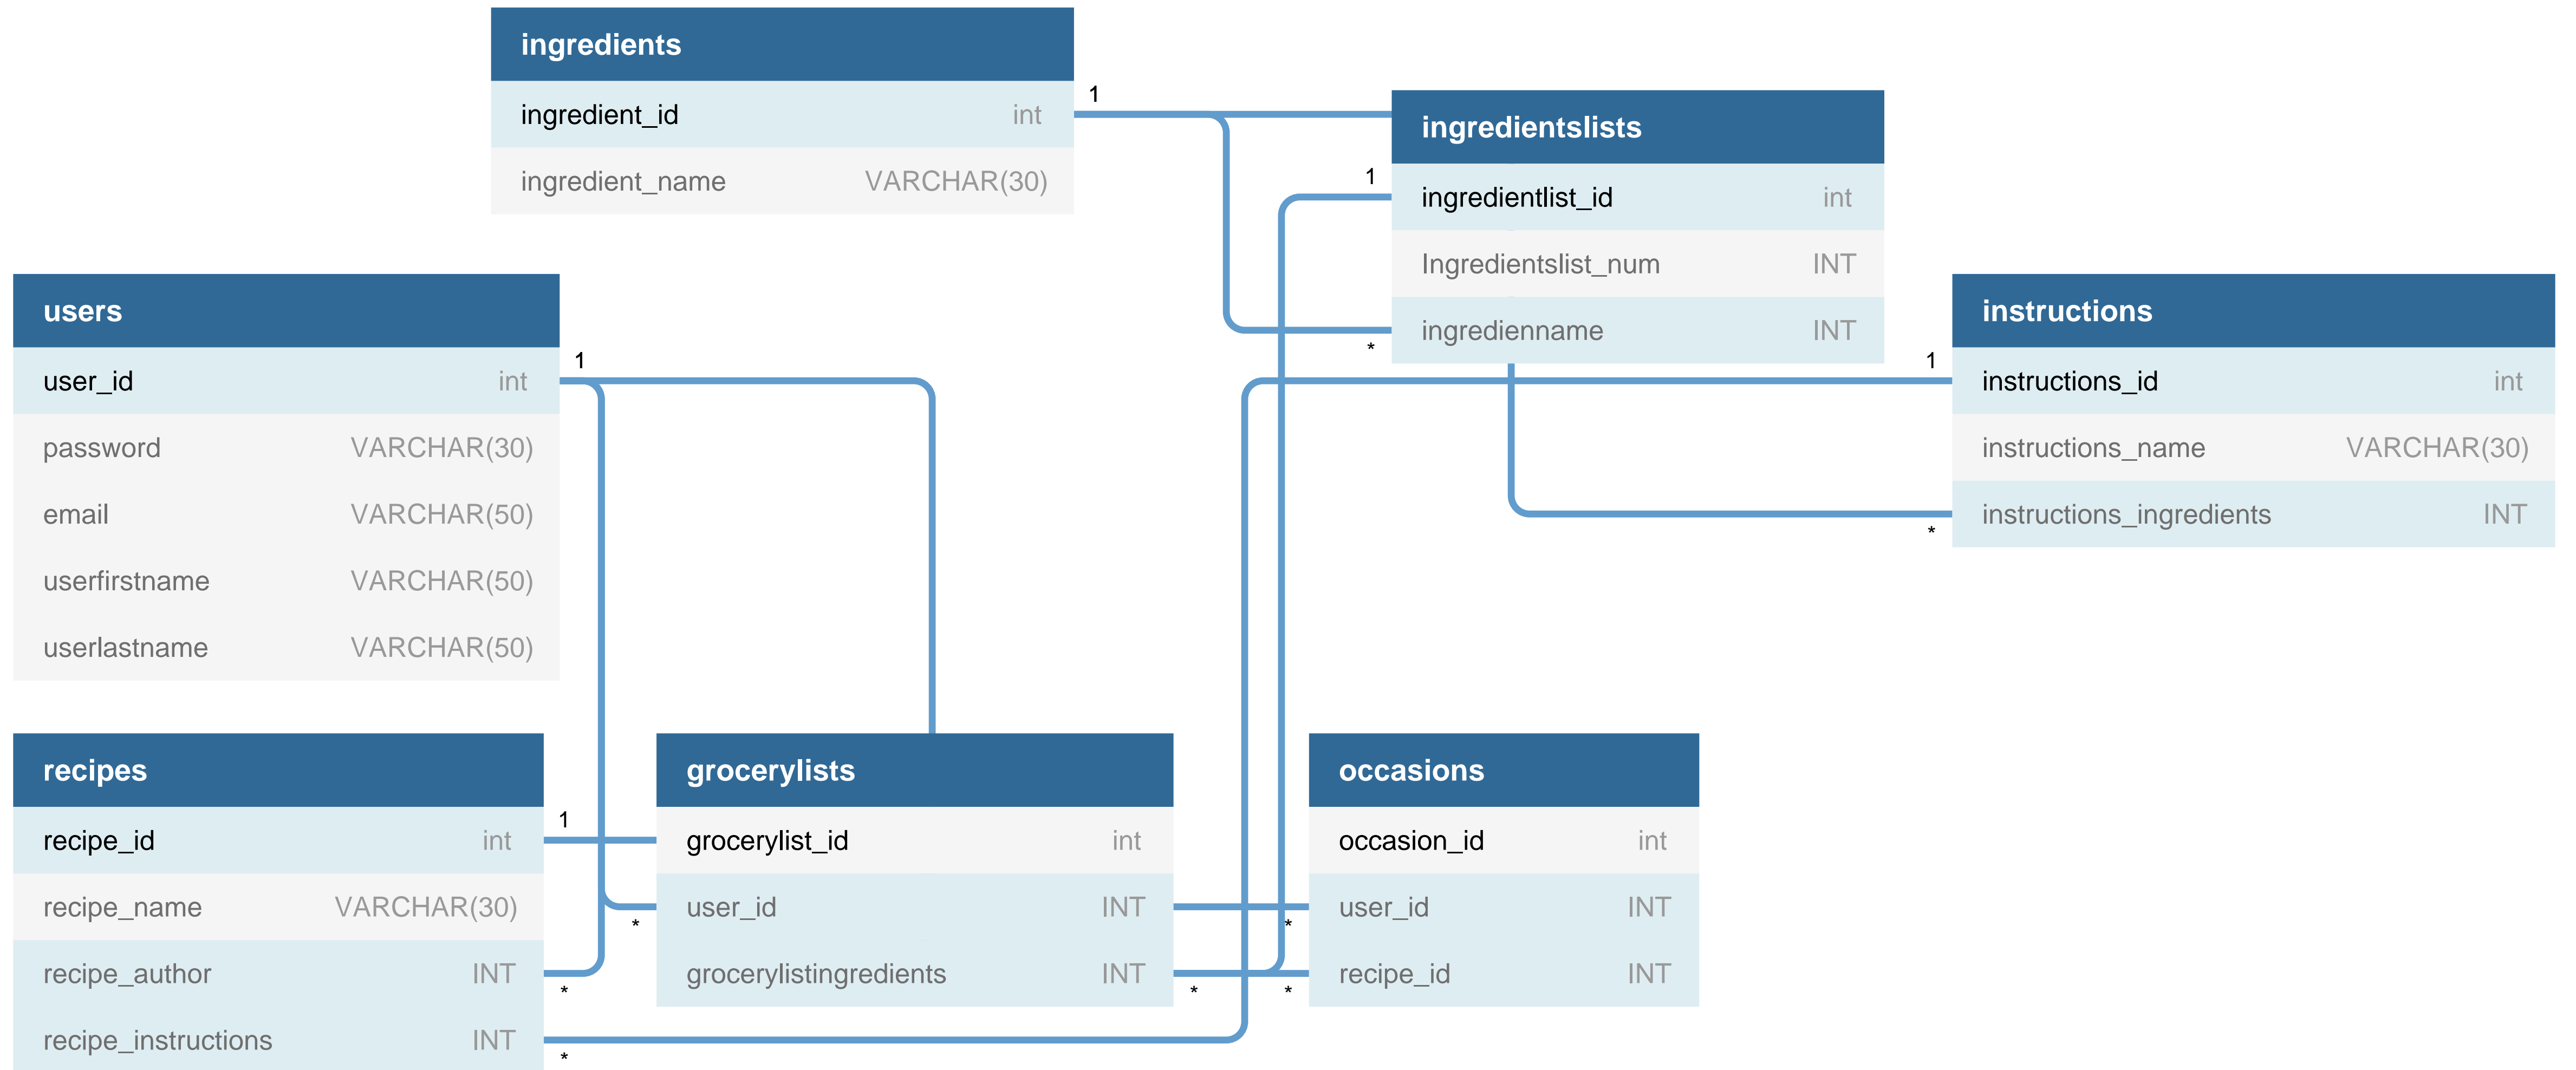 ingredients
ingredient_id int
ingredient_name VARCHAR(30)
1
ingredientslists
1
ingredientlist_id int
Ingredientslist_num INT
ingredienname INT
*
users
1
user_id int
password VARCHAR(30)
email VARCHAR(50)
userfirstname VARCHAR(50)
userlastname VARCHAR(50)
instructions
1
instructions_id int
instructions_name VARCHAR(30)
instructions_ingredients INT
*
recipes
1
recipe_id int
recipe_name VARCHAR(30)
recipe_author INT
*
recipe_instructions INT
*
grocerylists
grocerylist_id int
user_id INT
*
grocerylistingredients INT
*
occasions
occasion_id int
user_id INT
*
recipe_id INT
*